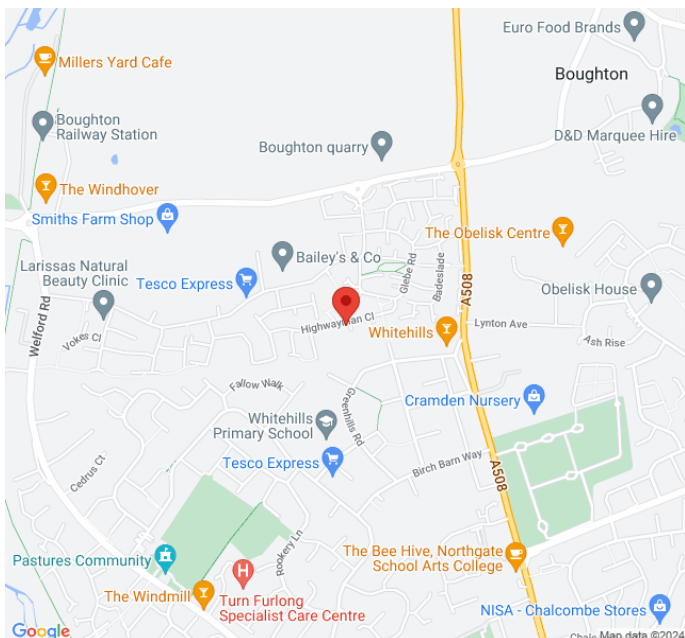 Euro Food Brands
Millers Yard Cafe
Boughton
Boughton
Railway Station
D&D Marquee Hire
Boughton quarry
The Windhover
Smiths Farm Shop
The Obelisk Centre
Bailey's & Co
Glebe Rd
Badeslade
Larissas Natural
Beauty Clinic
Tesco Express
A508
Obelisk House
Welford Rd
Vokes Cl
Highwayman Cl
Whitehills
Lynton Ave
Ash Rise
Fallow Walk
Greenhills Rd
Cramden Nursery
Whitehills
Primary School
Cedrus Ct
Tesco Express
Birch Barn Way
A508
Rookery Ln
Pastures Community
The Bee Hive, Northgate
School Arts College
The Windmill
Turn Furlong
Specialist Care Centre
NISA - Chalcombe Stores
Google
Map data ©2024